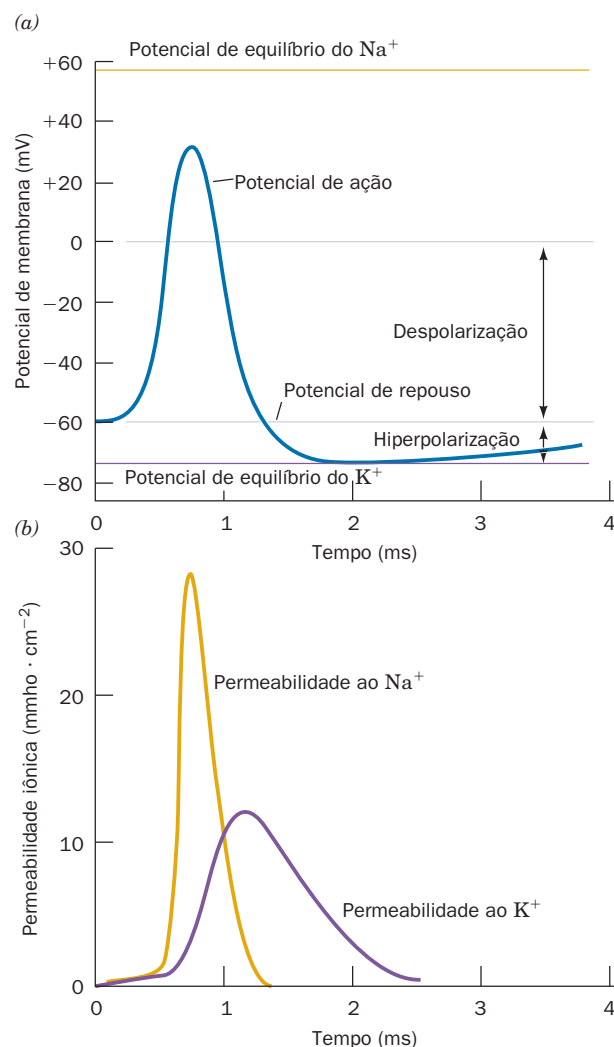 (a)
Potencial de equilíbrio do Na⁺
+60
+40
+20
0
−20
−40
−60
−80
Potencial de membrana (mV)
Potencial de ação
Despolarização
Potencial de repouso
Hiperpolarização
Potencial de equilíbrio do K⁺
0 1 2 3 4
Tempo (ms)
(b)
30
20
10
0
Permeabilidade iônica (mmho · cm⁻²)
Permeabilidade ao Na⁺
Permeabilidade ao K⁺
0 1 2 3 4
Tempo (ms)